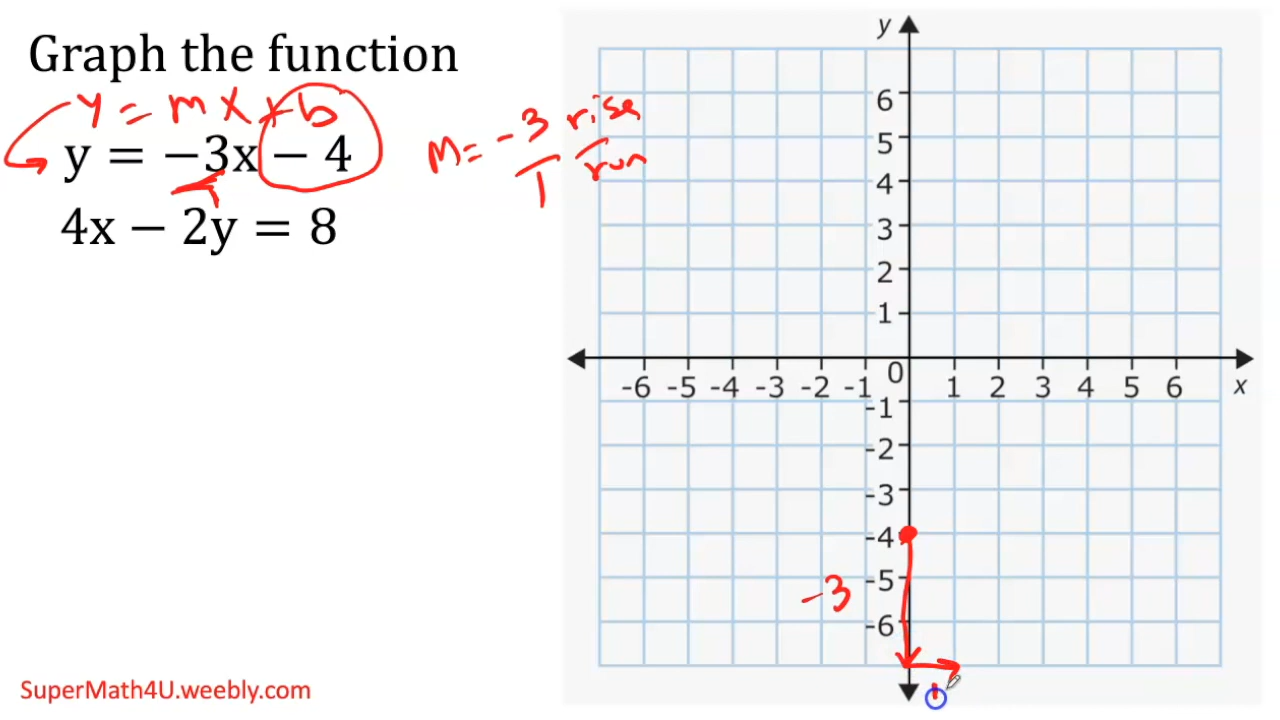 Graph the function
y = mx + b
y = −3x − 4
1
m = -3/1 rise/run
4x − 2y = 8
y
6
5
4
3
2
1
-6 -5 -4 -3 -2 -1 0 1 2 3 4 5 6 x
-1
-2
-3
-4
-5
-6
-3
1
SuperMath4U.weebly.com